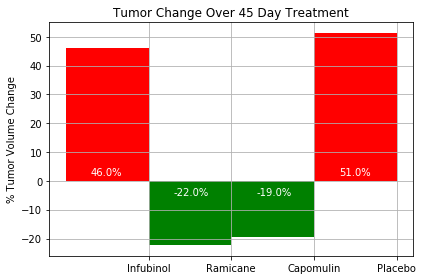 Tumor Change Over 45 Day Treatment
% Tumor Volume Change
50
40
30
20
10
0
−10
−20
46.0%
-22.0%
-19.0%
51.0%
Infubinol
Ramicane
Capomulin
Placebo